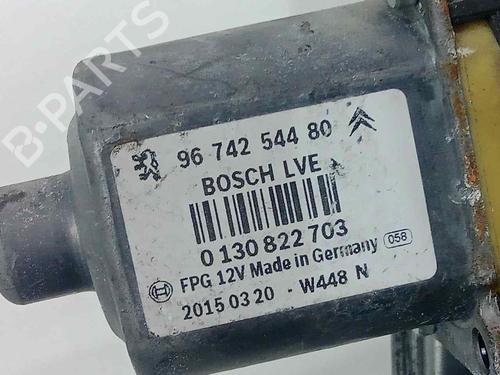 B-PARTS
96 742 544 80
BOSCH LVE
0 130 822 703
FPG 12V Made in Germany 058
2015 03 20 - W448 N